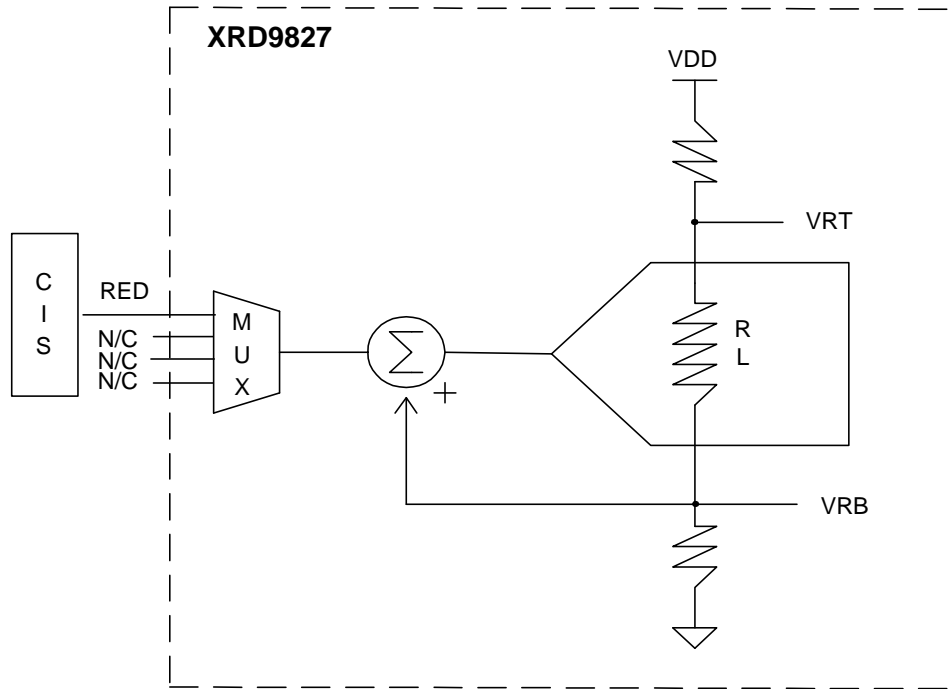 XRD9827
VDD
VRT
C
I
S
RED
N/C
N/C
N/C
M
U
X
Σ
+
R
L
VRB